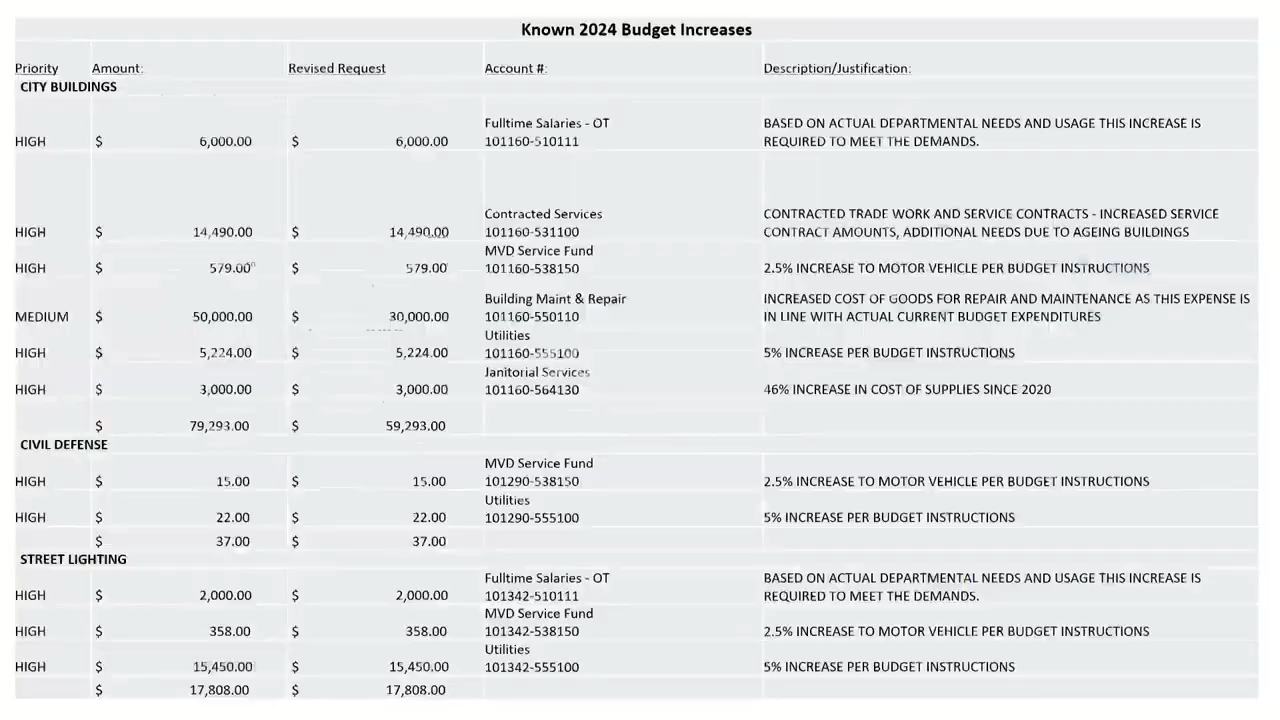 Known 2024 Budget Increases
Priority Amount: Revised Request Account #: Description/Justification:
CITY BUILDINGS
Fulltime Salaries - OT BASED ON ACTUAL DEPARTMENTAL NEEDS AND USAGE THIS INCREASE IS
HIGH $ 6,000.00 $ 6,000.00 101160-510111 REQUIRED TO MEET THE DEMANDS.
Contracted Services CONTRACTED TRADE WORK AND SERVICE CONTRACTS - INCREASED SERVICE
HIGH $ 14,490.00 $ 14,490.00 101160-531100 CONTRACT AMOUNTS, ADDITIONAL NEEDS DUE TO AGEING BUILDINGS
MVD Service Fund
HIGH $ 579.00 $ 579.00 101160-538150 2.5% INCREASE TO MOTOR VEHICLE PER BUDGET INSTRUCTIONS
Building Maint & Repair INCREASED COST OF GOODS FOR REPAIR AND MAINTENANCE AS THIS EXPENSE IS
MEDIUM $ 50,000.00 $ 30,000.00 101160-550110 IN LINE WITH ACTUAL CURRENT BUDGET EXPENDITURES
Utilities
HIGH $ 5,224.00 $ 5,224.00 101160-555100 5% INCREASE PER BUDGET INSTRUCTIONS
Janitorial Services
HIGH $ 3,000.00 $ 3,000.00 101160-564130 46% INCREASE IN COST OF SUPPLIES SINCE 2020
$ 79,293.00 $ 59,293.00
CIVIL DEFENSE
MVD Service Fund
HIGH $ 15.00 $ 15.00 101290-538150 2.5% INCREASE TO MOTOR VEHICLE PER BUDGET INSTRUCTIONS
Utilities
HIGH $ 22.00 $ 22.00 101290-555100 5% INCREASE PER BUDGET INSTRUCTIONS
$ 37.00 $ 37.00
STREET LIGHTING
Fulltime Salaries - OT BASED ON ACTUAL DEPARTMENTAL NEEDS AND USAGE THIS INCREASE IS
HIGH $ 2,000.00 $ 2,000.00 101342-510111 REQUIRED TO MEET THE DEMANDS.
MVD Service Fund
HIGH $ 358.00 $ 358.00 101342-538150 2.5% INCREASE TO MOTOR VEHICLE PER BUDGET INSTRUCTIONS
Utilities
HIGH $ 15,450.00 $ 15,450.00 101342-555100 5% INCREASE PER BUDGET INSTRUCTIONS
$ 17,808.00 $ 17,808.00